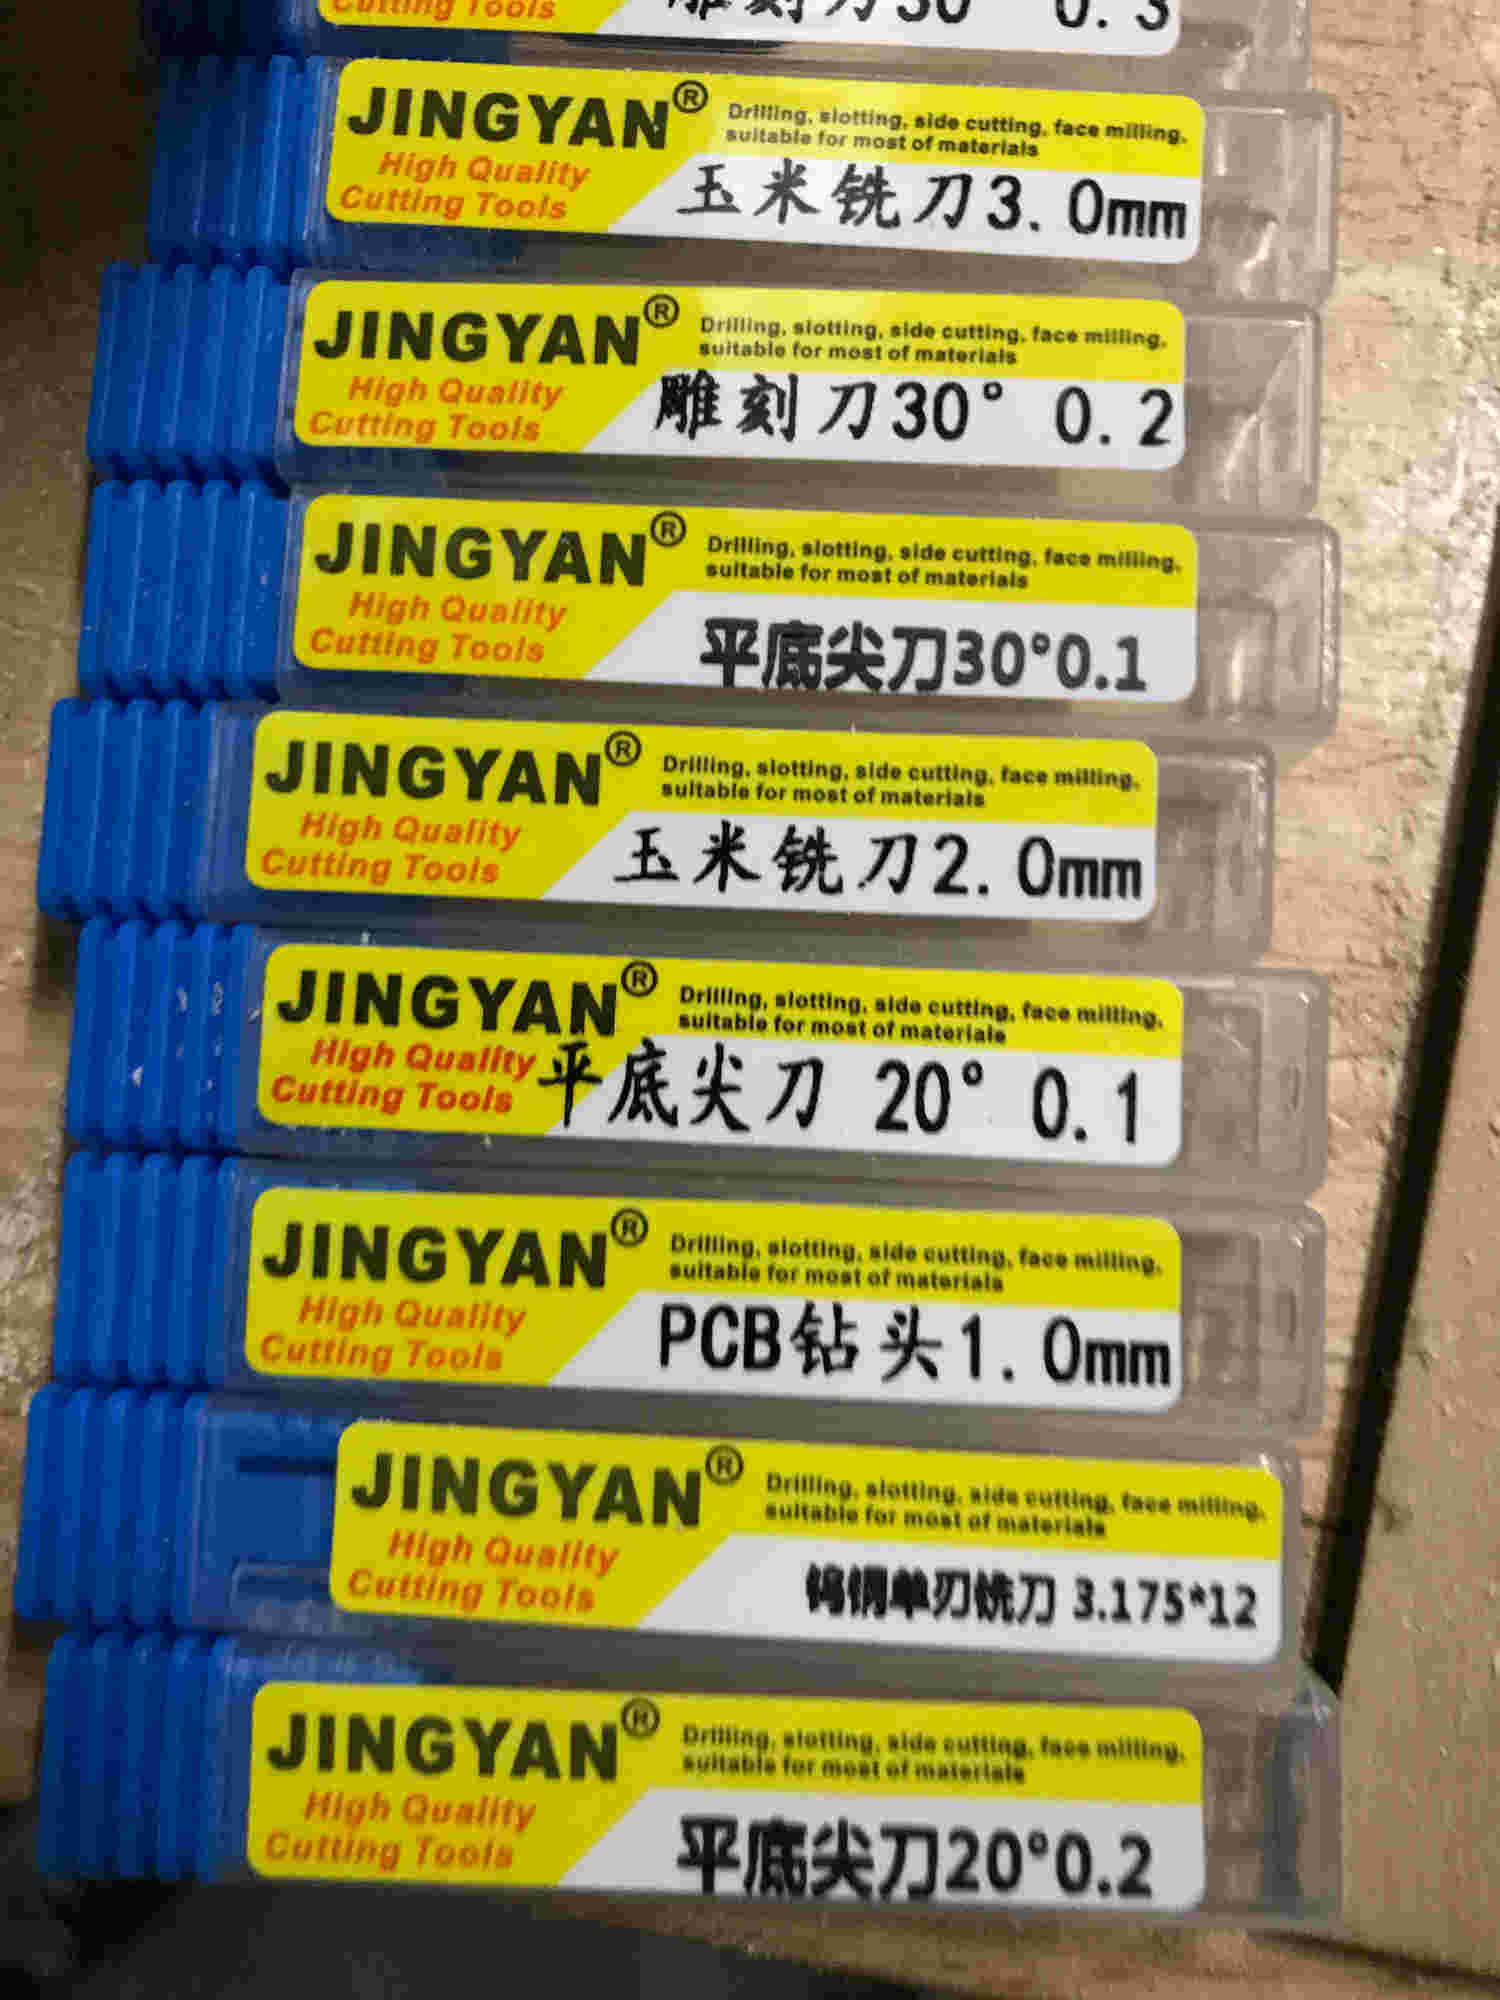 Cutting Tools
雕刻刀30° 0.3
JINGYAN®
Drilling, slotting, side cutting, face milling,
suitable for most of materials
High Quality
Cutting Tools
玉米铣刀3.0mm
JINGYAN®
Drilling, slotting, side cutting, face milling,
suitable for most of materials
High Quality
Cutting Tools
雕刻刀30° 0.2
JINGYAN®
Drilling, slotting, side cutting, face milling,
suitable for most of materials
High Quality
Cutting Tools
平底尖刀30°0.1
JINGYAN®
Drilling, slotting, side cutting, face milling,
suitable for most of materials
High Quality
Cutting Tools
玉米铣刀2.0mm
JINGYAN®
Drilling, slotting, side cutting, face milling,
suitable for most of materials
High Quality
Cutting Tools
平底尖刀 20° 0.1
JINGYAN®
Drilling, slotting, side cutting, face milling,
suitable for most of materials
High Quality
Cutting Tools
PCB钻头1.0mm
JINGYAN®
Drilling, slotting, side cutting, face milling,
suitable for most of materials
High Quality
Cutting Tools
钨钢单刃铣刀 3.175*12
JINGYAN®
Drilling, slotting, side cutting, face milling,
suitable for most of materials
High Quality
Cutting Tools
平底尖刀20°0.2